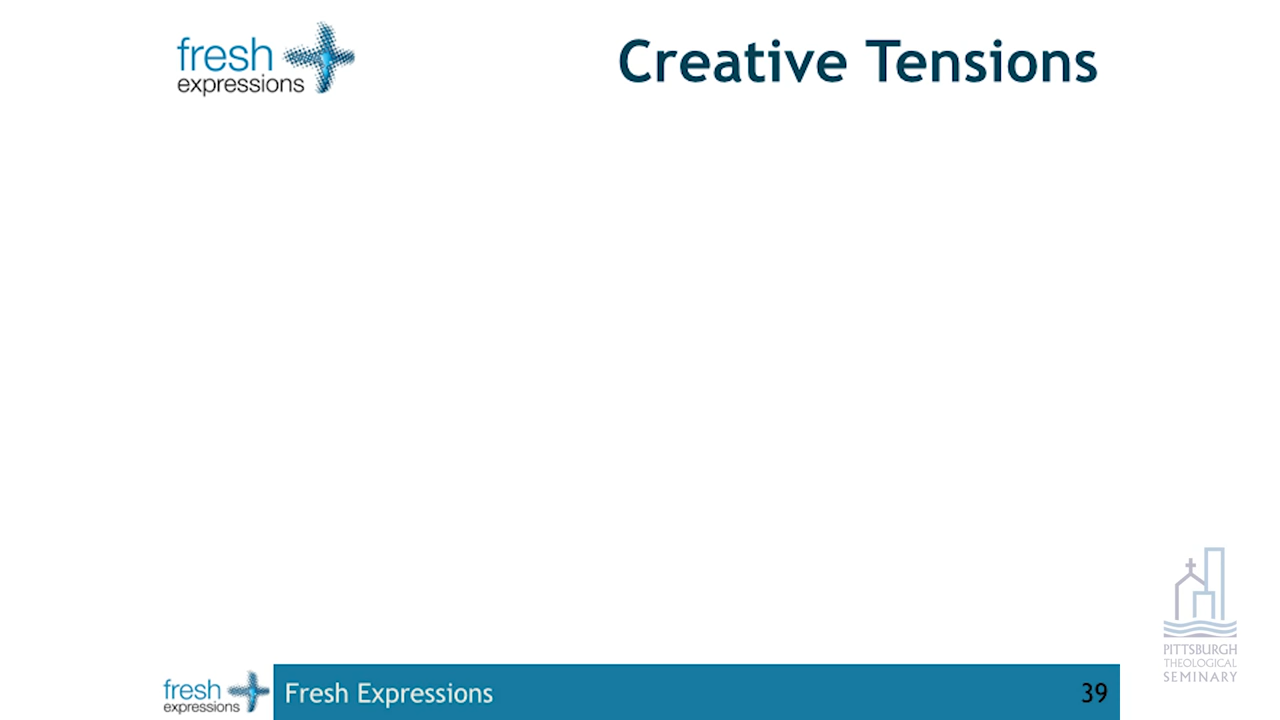 fresh
expressions
Creative Tensions
PITTSBURGH
THEOLOGICAL
SEMINARY
fresh
expressions
Fresh Expressions
39